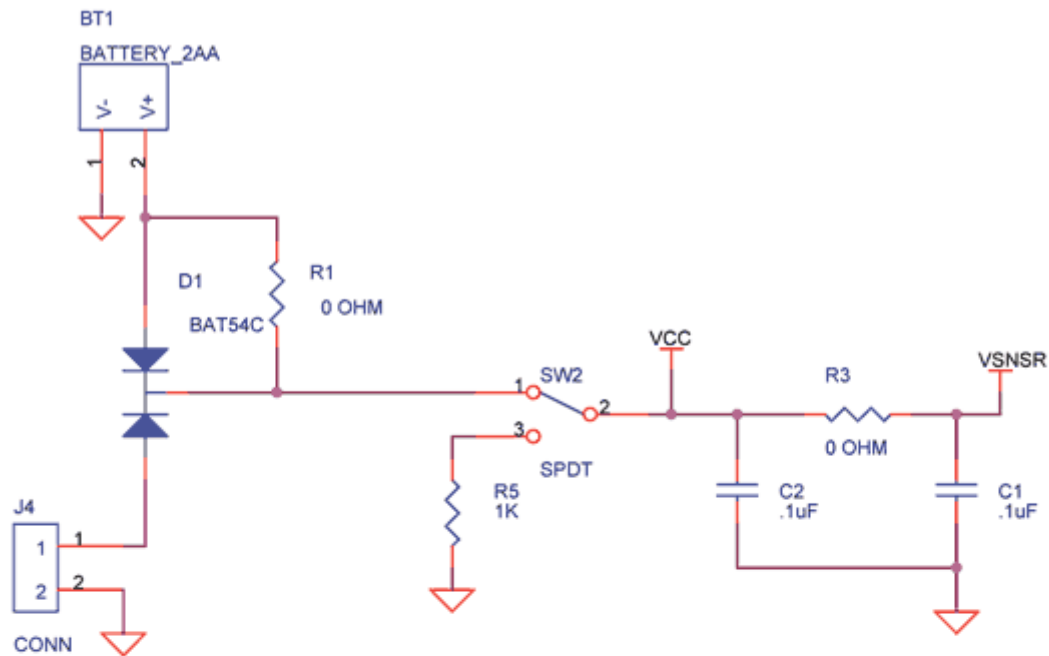 BT1
BATTERY_2AA
V-
V+
1
2
D1
R1
0 OHM
BAT54C
VCC
VSNSR
1
SW2
R3
2
3
0 OHM
SPDT
R5
1K
C2
.1uF
C1
.1uF
J4
1
1
2
2
CONN